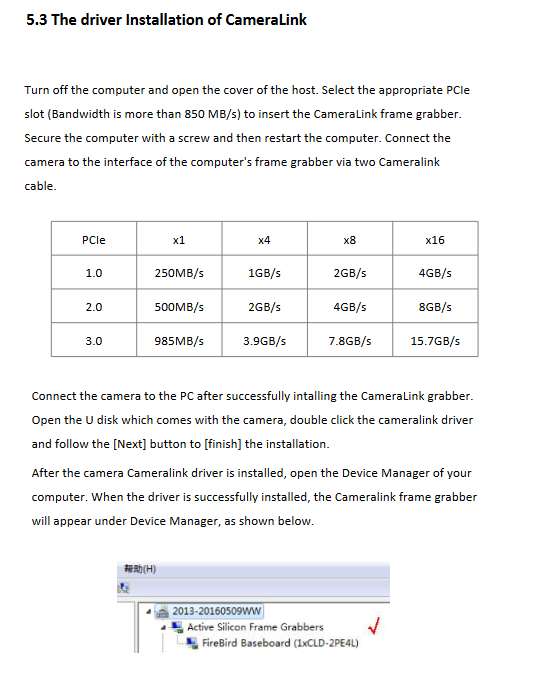 5.3 The driver Installation of CameraLink
Turn off the computer and open the cover of the host. Select the appropriate PCIe
slot (Bandwidth is more than 850 MB/s) to insert the CameraLink frame grabber.
Secure the computer with a screw and then restart the computer. Connect the
camera to the interface of the computer's frame grabber via two Cameralink
cable.
PCIe x1 x4 x8 x16
1.0 250MB/s 1GB/s 2GB/s 4GB/s
2.0 500MB/s 2GB/s 4GB/s 8GB/s
3.0 985MB/s 3.9GB/s 7.8GB/s 15.7GB/s
Connect the camera to the PC after successfully intalling the CameraLink grabber.
Open the U disk which comes with the camera, double click the cameralink driver
and follow the [Next] button to [finish] the installation.
After the camera Cameralink driver is installed, open the Device Manager of your
computer. When the driver is successfully installed, the Cameralink frame grabber
will appear under Device Manager, as shown below.
帮助(H)
2013-20160509WW
Active Silicon Frame Grabbers
FireBird Baseboard (1xCLD-2PE4L)